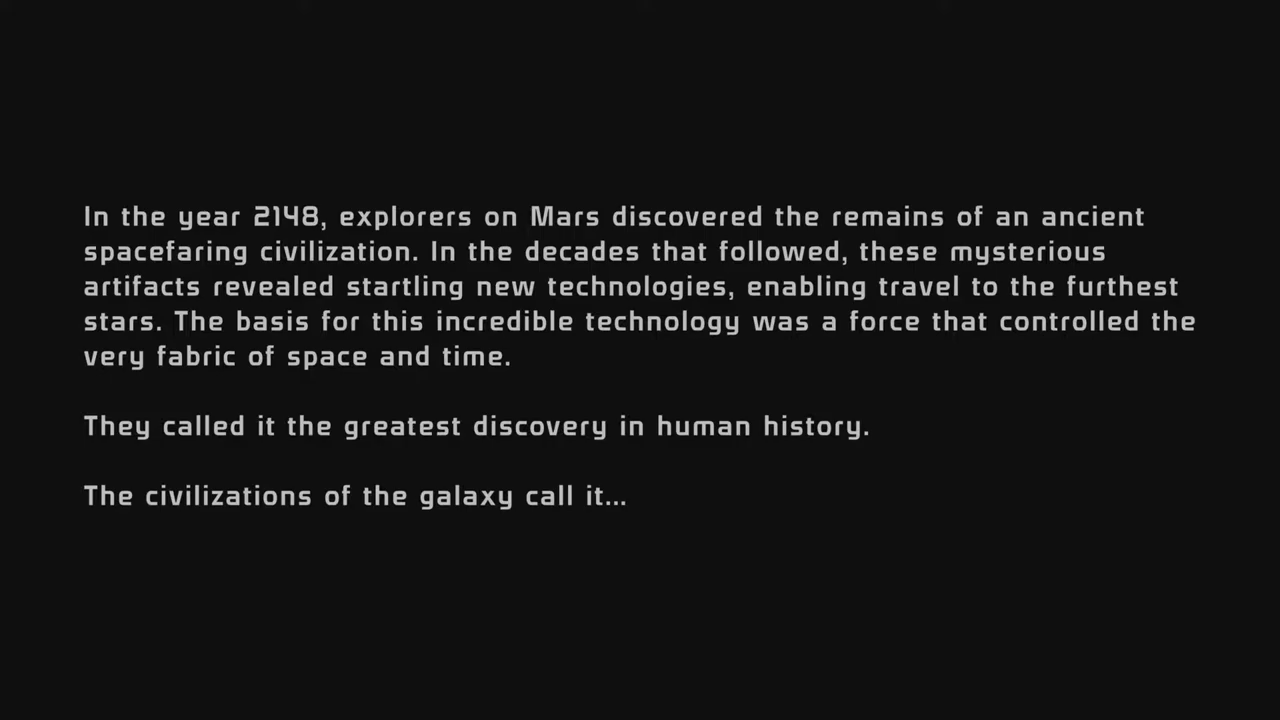 In the year 2148, explorers on Mars discovered the remains of an ancient
spacefaring civilization. In the decades that followed, these mysterious
artifacts revealed startling new technologies, enabling travel to the furthest
stars. The basis for this incredible technology was a force that controlled the
very fabric of space and time.
They called it the greatest discovery in human history.
The civilizations of the galaxy call it...